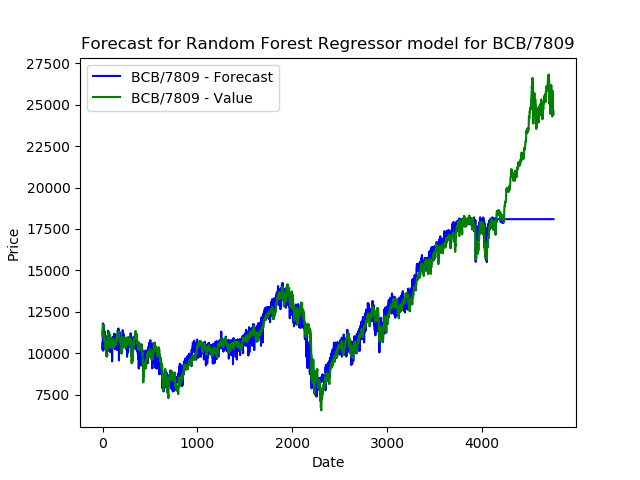 Forecast for Random Forest Regressor model for BCB/7809
27500
25000
22500
20000
17500
15000
12500
10000
7500
Price
BCB/7809 - Forecast
BCB/7809 - Value
0 1000 2000 3000 4000
Date